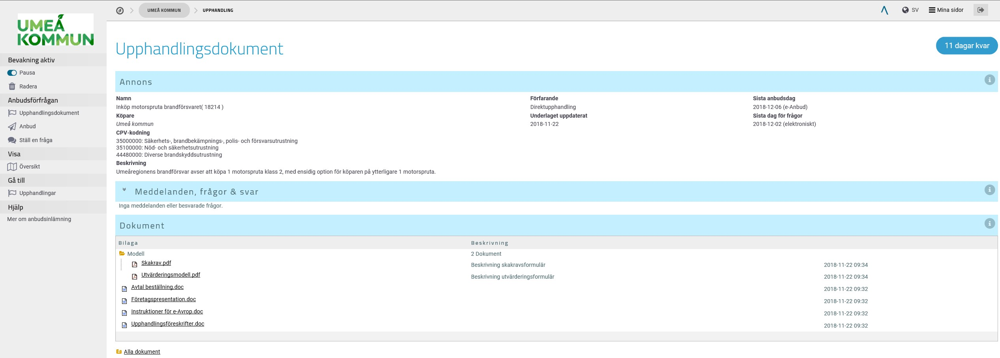 UMEÅ
KOMMUN
UMEÅ KOMMUN
UPPHANDLING
SV
Mina sidor
Bevakning aktiv
Pausa
Radera
Anbudsförfrågan
Upphandlingsdokument
Anbud
Ställ en fråga
Visa
Översikt
Gå till
Upphandlingar
Hjälp
Mer om anbudsinlämning
Upphandlingsdokument
11 dagar kvar
Annons
Namn
Inköp motorspruta brandförsvaret( 18214 )
Köpare
Umeå kommun
CPV-kodning
35000000: Säkerhets-, brandbekämpnings-, polis- och försvarsutrustning
35100000: Nöd- och säkerhetsutrustning
44480000: Diverse brandskyddsutrustning
Beskrivning
Umeåregionens brandförsvar avser att köpa 1 motorspruta klass 2, med ensidig option för köparen på ytterligare 1 motorspruta.
Förfarande
Direktupphandling
Underlaget uppdaterat
2018-11-22
Sista anbudsdag
2018-12-06 (e-Anbud)
Sista dag för frågor
2018-12-02 (elektroniskt)
Meddelanden, frågor & svar
Inga meddelanden eller besvarade frågor.
Dokument
Bilaga Beskrivning
Modell 2 Dokument
Skakrav.pdf Beskrivning skakravsformulär 2018-11-22 09:34
Utvärderingsmodell.pdf Beskrivning utvärderingsformulär 2018-11-22 09:34
Avtal beställning.doc 2018-11-22 09:32
Företagspresentation.doc 2018-11-22 09:32
Instruktioner för e-Avrop.doc 2018-11-22 09:32
Upphandlingsföreskrifter.doc 2018-11-22 09:32
Alla dokument